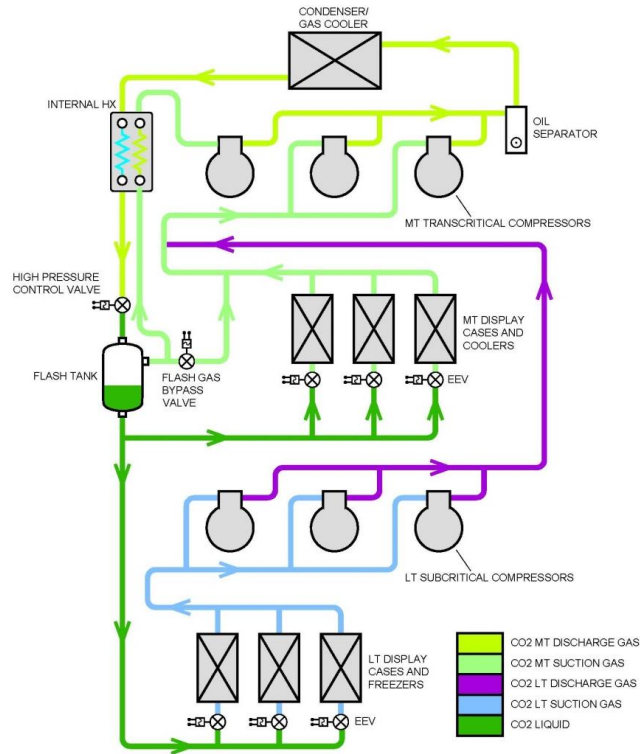 CONDENSER/
GAS COOLER
INTERNAL HX
OIL
SEPARATOR
MT TRANSCRITICAL COMPRESSORS
HIGH PRESSURE
CONTROL VALVE
MT DISPLAY
CASES AND
COOLERS
FLASH TANK
FLASH GAS
BYPASS
VALVE
EEV
LT SUBCRITICAL COMPRESSORS
LT DISPLAY
CASES AND
FREEZERS
EEV
CO2 MT DISCHARGE GAS
CO2 MT SUCTION GAS
CO2 LT DISCHARGE GAS
CO2 LT SUCTION GAS
CO2 LIQUID